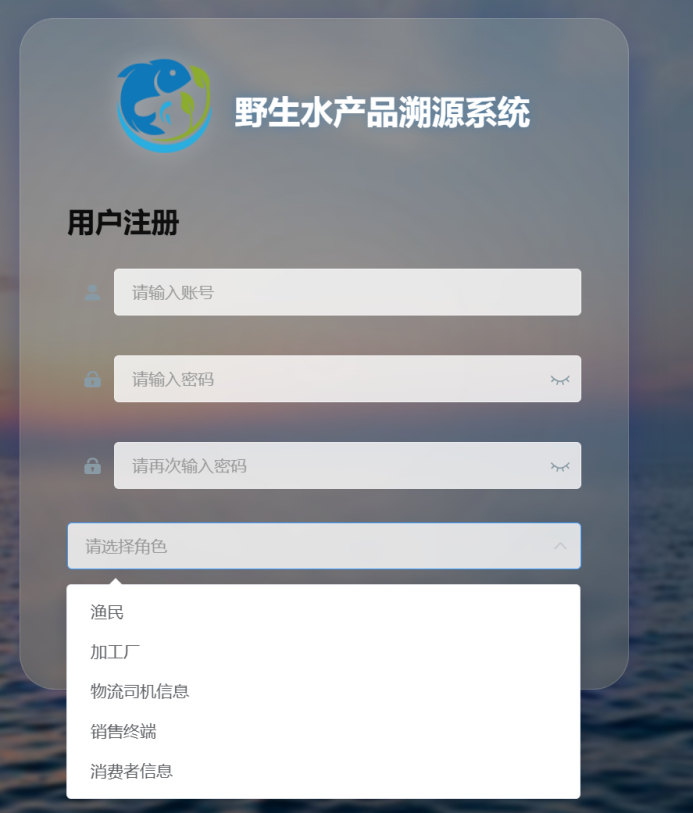 野生水产品溯源系统
用户注册
请输入账号
请输入密码
请再次输入密码
请选择角色
渔民
加工厂
物流司机信息
销售终端
消费者信息